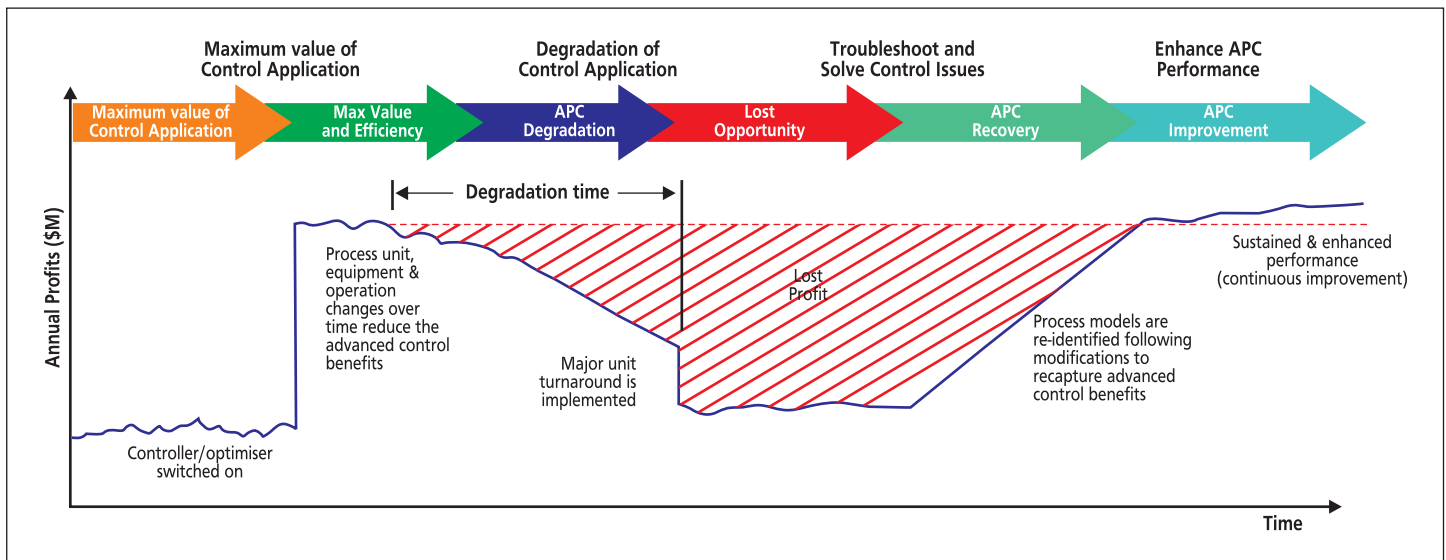 Maximum value of
Control Application
Degradation of
Control Application
Troubleshoot and
Solve Control Issues
Enhance APC
Performance
Maximum value of
Control Application
Max Value
and Efficiency
APC
Degradation
Lost
Opportunity
APC
Recovery
APC
Improvement
Annual Profits ($M)
Degradation time
Process unit,
equipment &
operation
changes over
time reduce the
advanced control
benefits
Lost
Profit
Sustained & enhanced
performance
(continuous improvement)
Major unit
turnaround is
implemented
Process models are
re-identified following
modifications to
recapture advanced
control benefits
Controller/optimiser
switched on
Time